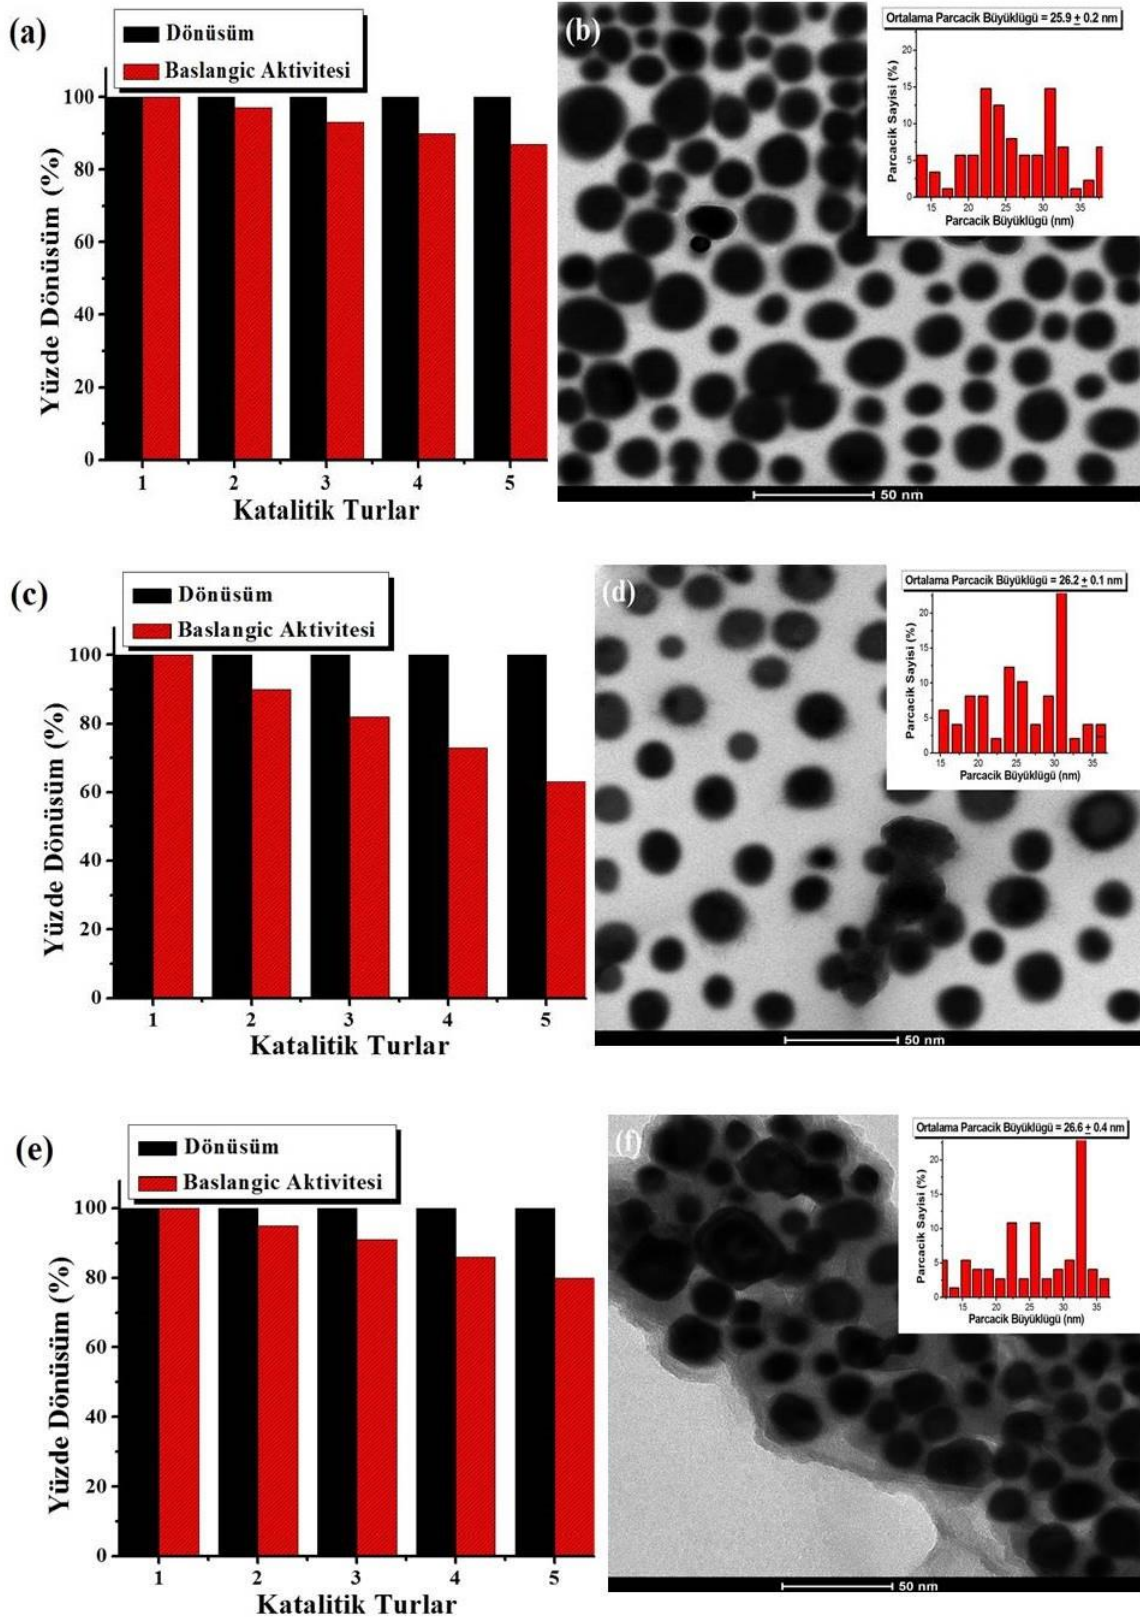 (a)
Dönüsüm
Baslangic Aktivitesi
Yüzde Dönüsüm (%)
100
80
60
40
20
0
1 2 3 4 5
Katalitik Turlar
(b)
Ortalama Parcacik Büyüklügü = 25.9 ± 0.2 nm
Parcacik Sayisi (%)
20
15
10
5
0
15 20 25 30 35
Parcacik Büyüklügü (nm)
50 nm
(c)
Dönüsüm
Baslangic Aktivitesi
Yüzde Dönüsüm (%)
100
80
60
40
20
0
1 2 3 4 5
Katalitik Turlar
(d)
Ortalama Parcacik Büyüklügü = 26.2 ± 0.1 nm
Parcacik Sayisi (%)
20
15
10
5
0
15 20 25 30 35
Parcacik Büyüklügü (nm)
50 nm
(e)
Dönüsüm
Baslangic Aktivitesi
Yüzde Dönüsüm (%)
100
80
60
40
20
0
1 2 3 4 5
Katalitik Turlar
(f)
Ortalama Parcacik Büyüklügü = 26.6 ± 0.4 nm
Parcacik Sayisi (%)
20
15
10
5
0
15 20 25 30 35
Parcacik Büyüklügü (nm)
50 nm